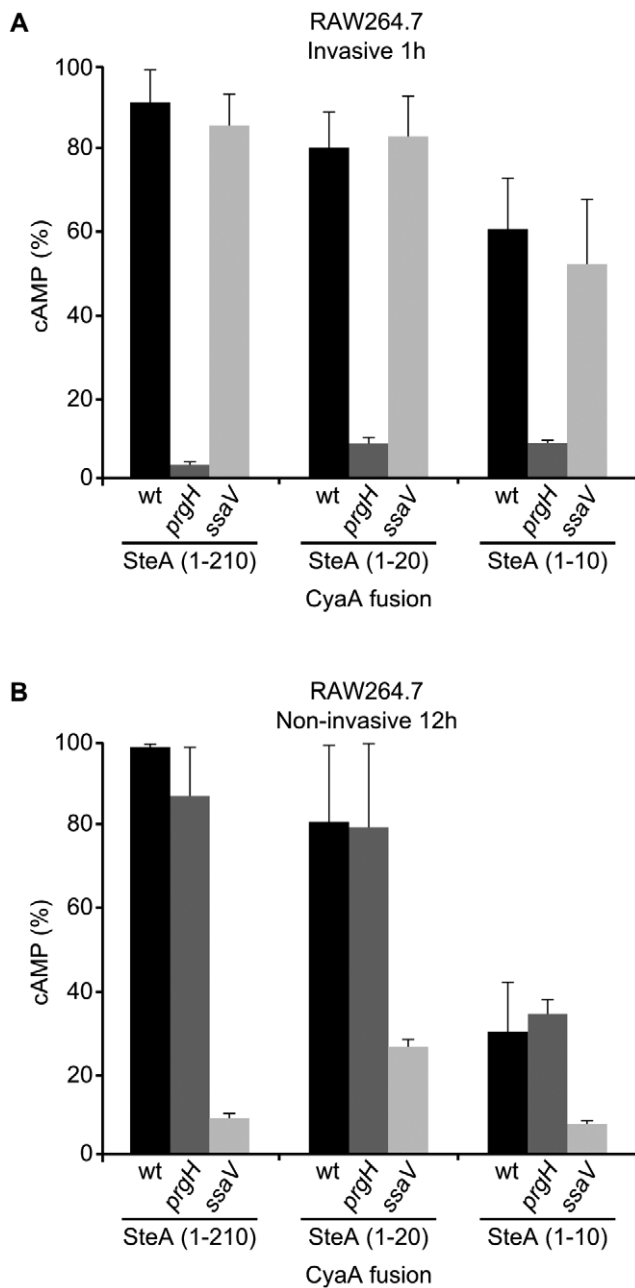 A
RAW264.7
Invasive 1h
100
80
60
40
20
0
cAMP (%)
wt prgH ssaV wt prgH ssaV wt prgH ssaV
SteA (1-210) SteA (1-20) SteA (1-10)
CyaA fusion
B
RAW264.7
Non-invasive 12h
100
80
60
40
20
0
cAMP (%)
wt prgH ssaV wt prgH ssaV wt prgH ssaV
SteA (1-210) SteA (1-20) SteA (1-10)
CyaA fusion